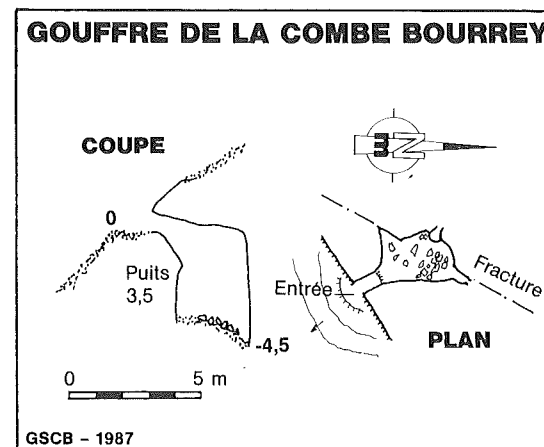 GOUFFRE DE LA COMBE BOURREY
COUPE
0
Puits
3,5
-4,5
0 5 m
Entrée
Fracture
PLAN
GSCB - 1987